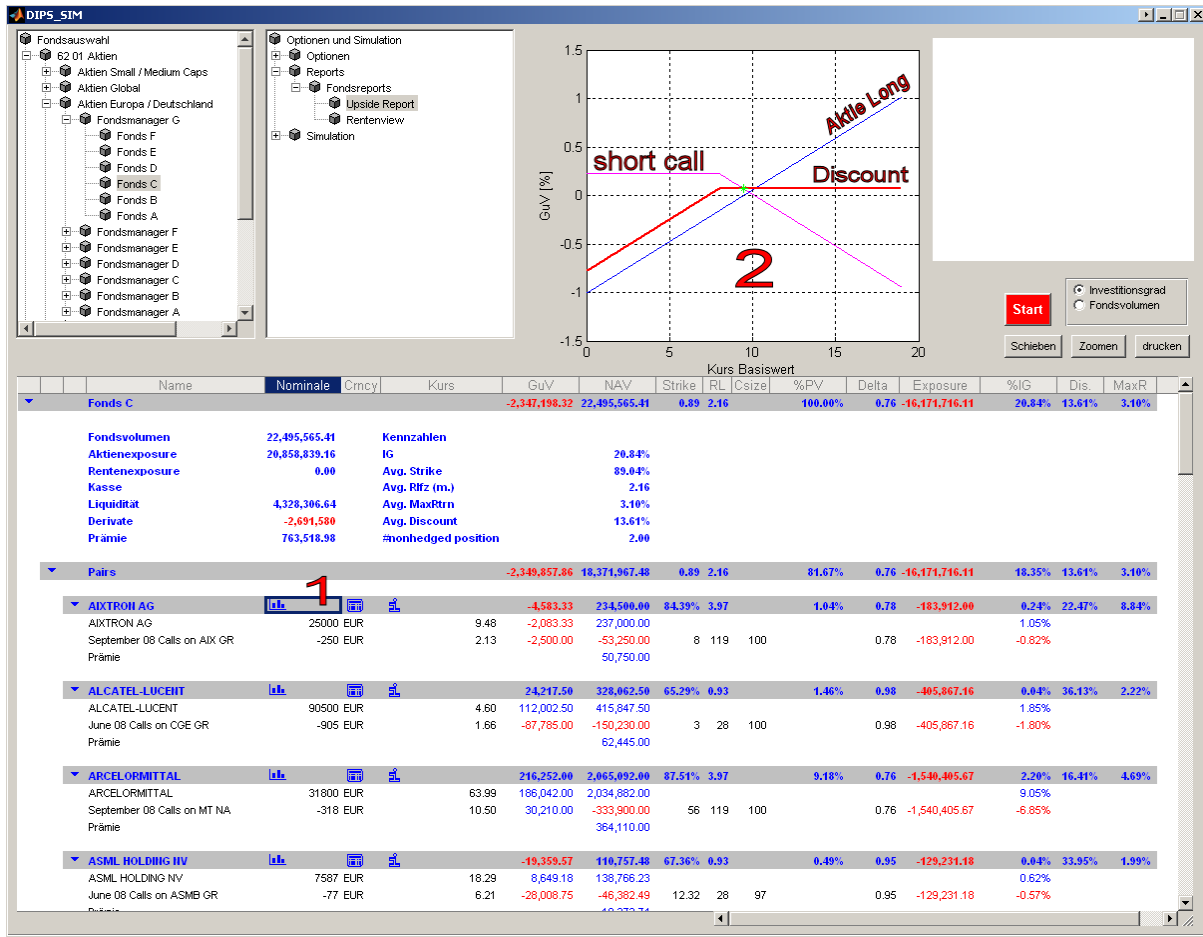 DIPS_SIM
Fondsauswahl
62 01 Aktien
Aktien Small / Medium Caps
Aktien Global
Aktien Europa / Deutschland
Fondsmanager G
Fonds F
Fonds E
Fonds D
Fonds C
Fonds B
Fonds A
Fondsmanager F
Fondsmanager E
Fondsmanager D
Fondsmanager C
Fondsmanager B
Fondsmanager A
Optionen und Simulation
Optionen
Reports
Fondsreports
Upside Report
Rentenview
Simulation
1.5
1
0.5
0
-0.5
-1
-1.5
GuV [%]
0 5 10 15 20
Kurs Basiswert
Aktie Long
short call
Discount
2
Investitionsgrad
Fondsvolumen
Start
Schieben Zoomen drucken
Name Nominale Crncy Kurs GuV NAV Strike RL Csize %PV Delta Exposure %IG Dis. MaxR
Fonds C -2,347,198.32 22,495,565.41 0.89 2.16 100.00% 0.76 -16,171,716.11 20.84% 13.61% 3.10%
Fondsvolumen 22,495,565.41 Kennzahlen
Aktienexposure 20,858,839.16 IG 20.84%
Rentenexposure 0.00 Avg. Strike 89.04%
Kasse Avg. Rlfz (m.) 2.16
Liquidität 4,328,306.64 Avg. MaxRtrn 3.10%
Derivate -2,691,580 Avg. Discount 13.61%
Prämie 763,518.98 #nonhedged position 2.00
Pairs -2,349,857.86 18,371,967.48 0.89 2.16 81.67% 0.76 -16,171,716.11 18.35% 13.61% 3.10%
1
AIXTRON AG -4,583.33 234,500.00 84.39% 3.97 1.04% 0.78 -183,912.00 0.24% 22.47% 8.84%
AIXTRON AG 25000 EUR 9.48 -2,083.33 237,000.00 1.05%
September 08 Calls on AIX GR -250 EUR 2.13 -2,500.00 -53,250.00 8 119 100 0.78 -183,912.00 -0.82%
Prämie 50,750.00
ALCATEL-LUCENT 24,217.50 328,062.50 65.29% 0.93 1.46% 0.98 -405,867.16 0.04% 36.13% 2.22%
ALCATEL-LUCENT 90500 EUR 4.60 112,002.50 415,847.50 1.85%
June 08 Calls on CGE GR -905 EUR 1.66 -87,785.00 -150,230.00 3 28 100 0.98 -405,867.16 -1.80%
Prämie 62,445.00
ARCELORMITTAL 216,252.00 2,065,092.00 87.51% 3.97 9.18% 0.76 -1,540,405.67 2.20% 16.41% 4.69%
ARCELORMITTAL 31800 EUR 63.99 186,042.00 2,034,882.00 9.05%
September 08 Calls on MT NA -318 EUR 10.50 30,210.00 -333,900.00 56 119 100 0.76 -1,540,405.67 -6.85%
Prämie 364,110.00
ASML HOLDING NV -19,359.57 110,757.48 67.36% 0.93 0.49% 0.95 -129,231.18 0.04% 33.95% 1.99%
ASML HOLDING NV 7587 EUR 18.29 8,649.18 138,766.23 0.62%
June 08 Calls on ASMB GR -77 EUR 6.21 -28,008.75 -46,382.49 12.32 28 97 0.95 -129,231.18 -0.57%